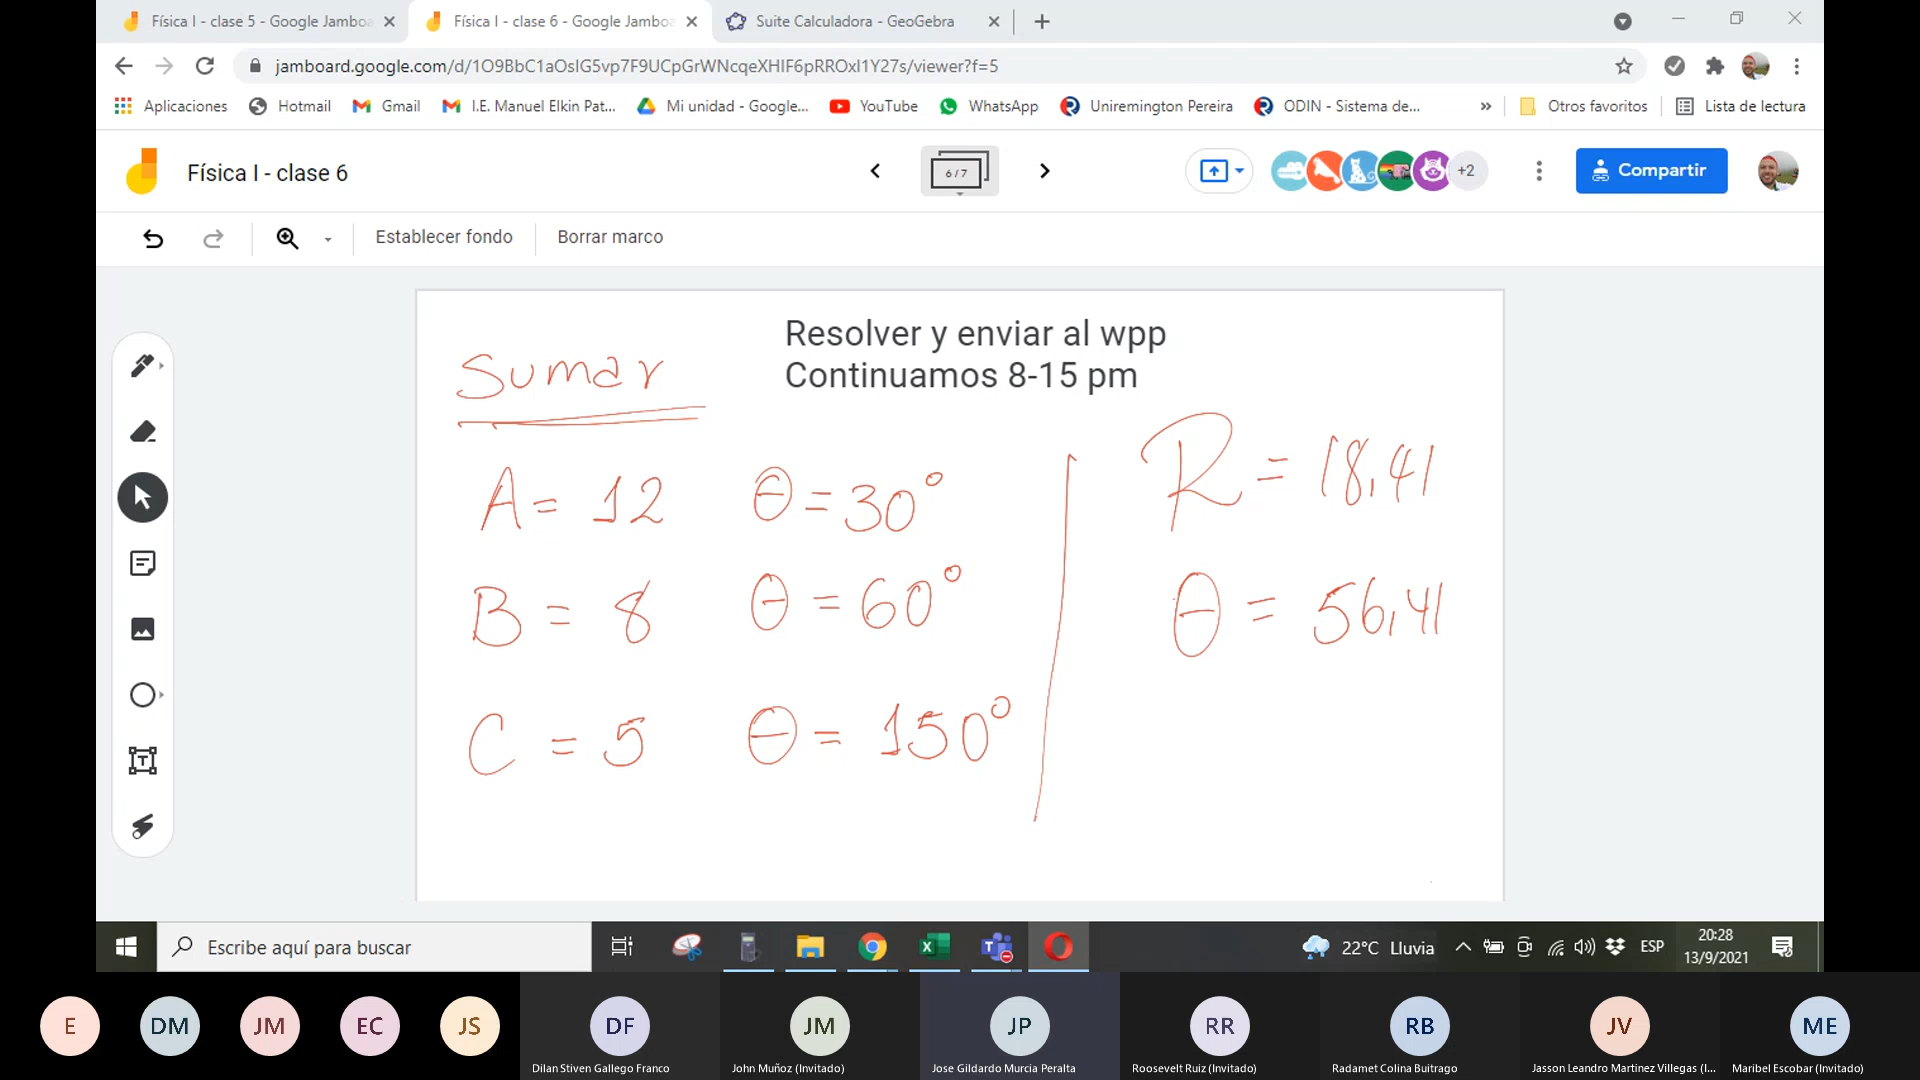 Física I - clase 5 - Google Jamboa
Física I - clase 6 - Google Jamboa
Suite Calculadora - GeoGebra
jamboard.google.com/d/1O9BbC1aOsIG5vp7F9UCpGrWNcqeXHIF6pRROxI1Y27s/viewer?f=5
Aplicaciones
Hotmail
Gmail
I.E. Manuel Elkin Pat...
Mi unidad - Google...
YouTube
WhatsApp
Uniremington Pereira
ODIN - Sistema de...
»
Otros favoritos
Lista de lectura
Física I - clase 6
6 / 7
+2
Compartir
Establecer fondo
Borrar marco
Resolver y enviar al wpp
Continuamos 8-15 pm
Sumar
A = 12 θ = 30°
B = 8 θ = 60°
C = 5 θ = 150°
R = 18,41
θ = 56,41
Escribe aquí para buscar
22°C Lluvia
ESP
20:28
13/9/2021
E
DM
JM
EC
JS
DF
Dilan Stiven Gallego Franco
JM
John Muñoz (Invitado)
JP
Jose Gildardo Murcia Peralta
RR
Roosevelt Ruiz (Invitado)
RB
Radamet Colina Buitrago
JV
Jasson Leandro Martinez Villegas (I...
ME
Maribel Escobar (Invitado)